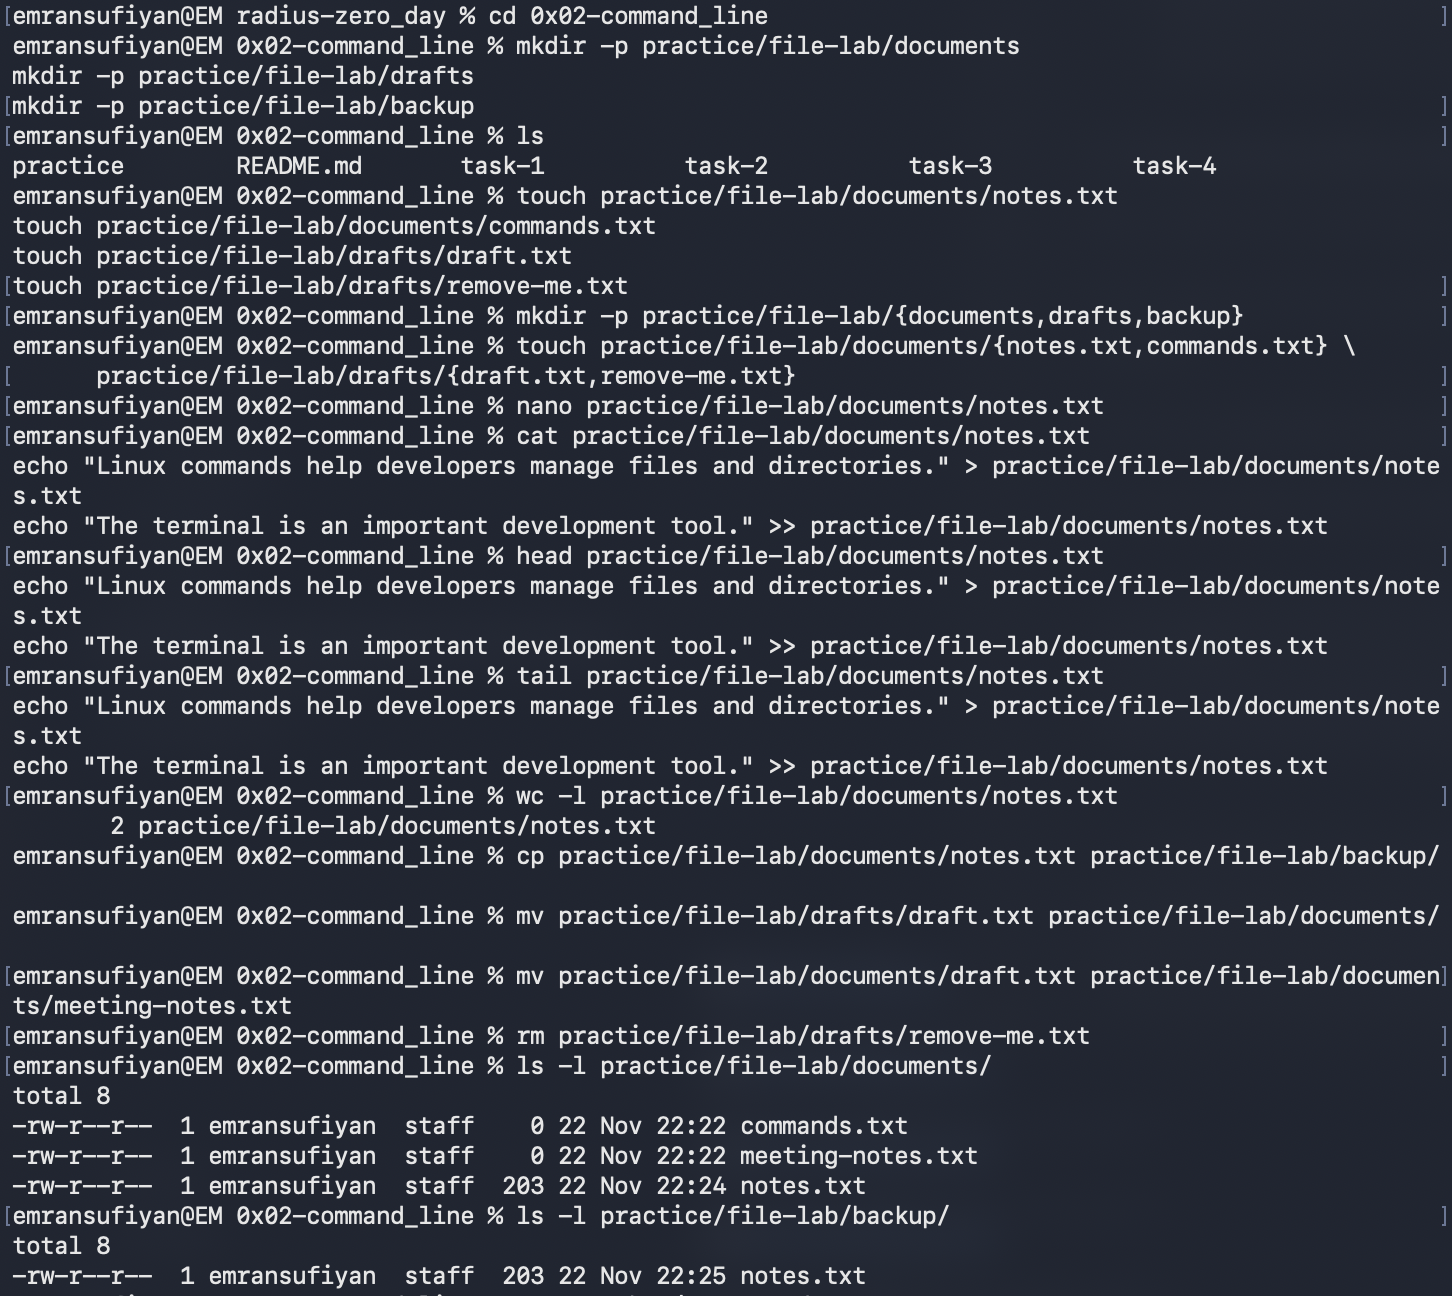 [emransufiyan@EM radius-zero_day % cd 0x02-command_line ]
emransufiyan@EM 0x02-command_line % mkdir -p practice/file-lab/documents
mkdir -p practice/file-lab/drafts
[mkdir -p practice/file-lab/backup ]
[emransufiyan@EM 0x02-command_line % ls ]
practice        README.md       task-1          task-2          task-3          task-4
emransufiyan@EM 0x02-command_line % touch practice/file-lab/documents/notes.txt
touch practice/file-lab/documents/commands.txt
touch practice/file-lab/drafts/draft.txt
[touch practice/file-lab/drafts/remove-me.txt ]
[emransufiyan@EM 0x02-command_line % mkdir -p practice/file-lab/{documents,drafts,backup} ]
emransufiyan@EM 0x02-command_line % touch practice/file-lab/documents/{notes.txt,commands.txt} \
[      practice/file-lab/drafts/{draft.txt,remove-me.txt} ]
[emransufiyan@EM 0x02-command_line % nano practice/file-lab/documents/notes.txt ]
[emransufiyan@EM 0x02-command_line % cat practice/file-lab/documents/notes.txt ]
echo "Linux commands help developers manage files and directories." > practice/file-lab/documents/note
s.txt
echo "The terminal is an important development tool." >> practice/file-lab/documents/notes.txt
[emransufiyan@EM 0x02-command_line % head practice/file-lab/documents/notes.txt ]
echo "Linux commands help developers manage files and directories." > practice/file-lab/documents/note
s.txt
echo "The terminal is an important development tool." >> practice/file-lab/documents/notes.txt
[emransufiyan@EM 0x02-command_line % tail practice/file-lab/documents/notes.txt ]
echo "Linux commands help developers manage files and directories." > practice/file-lab/documents/note
s.txt
echo "The terminal is an important development tool." >> practice/file-lab/documents/notes.txt
[emransufiyan@EM 0x02-command_line % wc -l practice/file-lab/documents/notes.txt ]
       2 practice/file-lab/documents/notes.txt
emransufiyan@EM 0x02-command_line % cp practice/file-lab/documents/notes.txt practice/file-lab/backup/
emransufiyan@EM 0x02-command_line % mv practice/file-lab/drafts/draft.txt practice/file-lab/documents/
[emransufiyan@EM 0x02-command_line % mv practice/file-lab/documents/draft.txt practice/file-lab/documen]
ts/meeting-notes.txt
[emransufiyan@EM 0x02-command_line % rm practice/file-lab/drafts/remove-me.txt ]
[emransufiyan@EM 0x02-command_line % ls -l practice/file-lab/documents/ ]
total 8
-rw-r--r--  1 emransufiyan  staff    0 22 Nov 22:22 commands.txt
-rw-r--r--  1 emransufiyan  staff    0 22 Nov 22:22 meeting-notes.txt
-rw-r--r--  1 emransufiyan  staff  203 22 Nov 22:24 notes.txt
[emransufiyan@EM 0x02-command_line % ls -l practice/file-lab/backup/ ]
total 8
-rw-r--r--  1 emransufiyan  staff  203 22 Nov 22:25 notes.txt